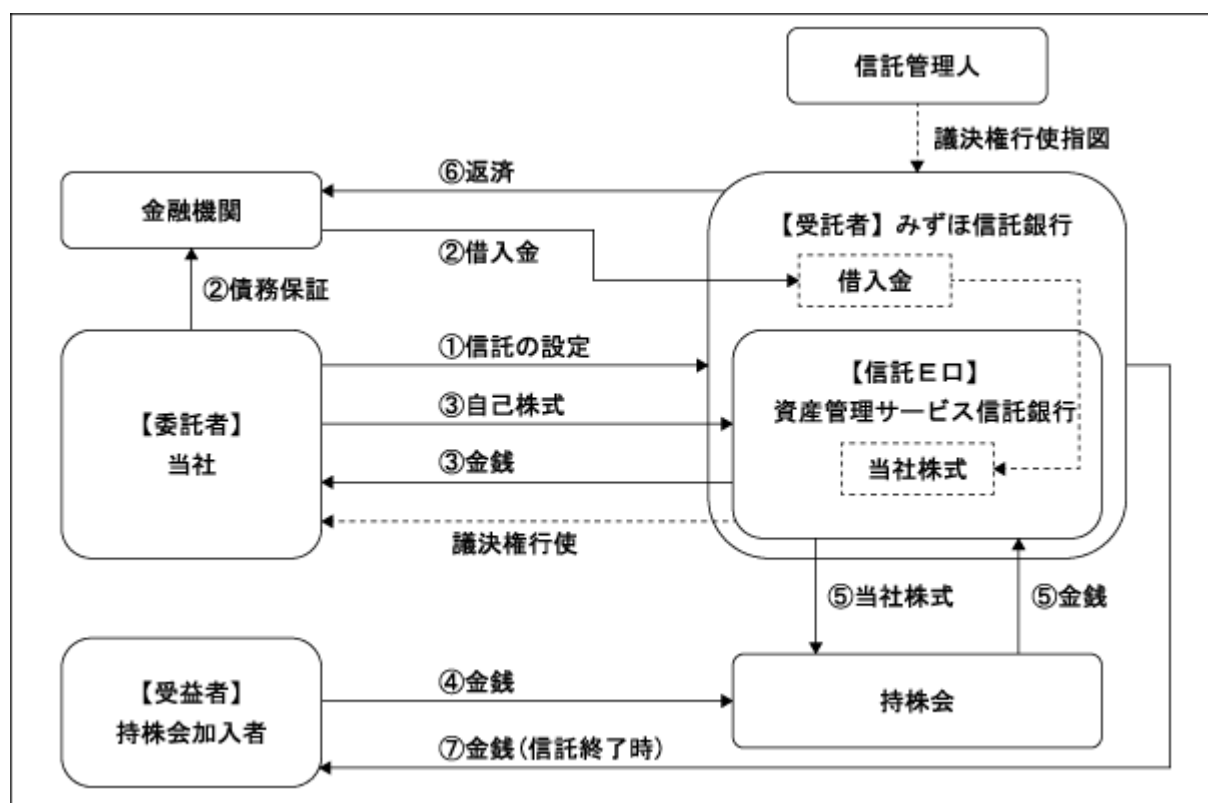 信託管理人
議決権行使指図
⑥返済
金融機関
【受託者】みずほ信託銀行
②借入金
借入金
②債務保証
①信託の設定
【信託E口】
資産管理サービス信託銀行
③自己株式
【委託者】
当社
③金銭
当社株式
議決権行使
⑤当社株式
⑤金銭
【受益者】
持株会加入者
④金銭
持株会
⑦金銭(信託終了時)